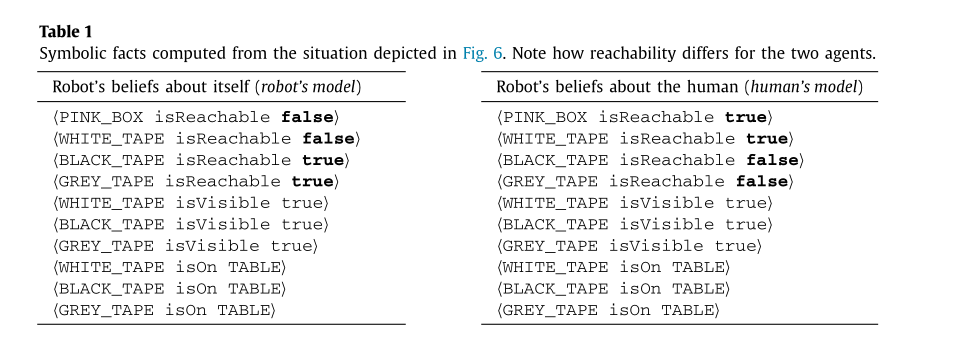 Table 1
Symbolic facts computed from the situation depicted in Fig. 6. Note how reachability differs for the two agents.
Robot's beliefs about itself (robot's model)
⟨PINK_BOX isReachable false⟩
⟨WHITE_TAPE isReachable false⟩
⟨BLACK_TAPE isReachable true⟩
⟨GREY_TAPE isReachable true⟩
⟨WHITE_TAPE isVisible true⟩
⟨BLACK_TAPE isVisible true⟩
⟨GREY_TAPE isVisible true⟩
⟨WHITE_TAPE isOn TABLE⟩
⟨BLACK_TAPE isOn TABLE⟩
⟨GREY_TAPE isOn TABLE⟩
Robot's beliefs about the human (human's model)
⟨PINK_BOX isReachable true⟩
⟨WHITE_TAPE isReachable true⟩
⟨BLACK_TAPE isReachable false⟩
⟨GREY_TAPE isReachable false⟩
⟨WHITE_TAPE isVisible true⟩
⟨BLACK_TAPE isVisible true⟩
⟨GREY_TAPE isVisible true⟩
⟨WHITE_TAPE isOn TABLE⟩
⟨BLACK_TAPE isOn TABLE⟩
⟨GREY_TAPE isOn TABLE⟩